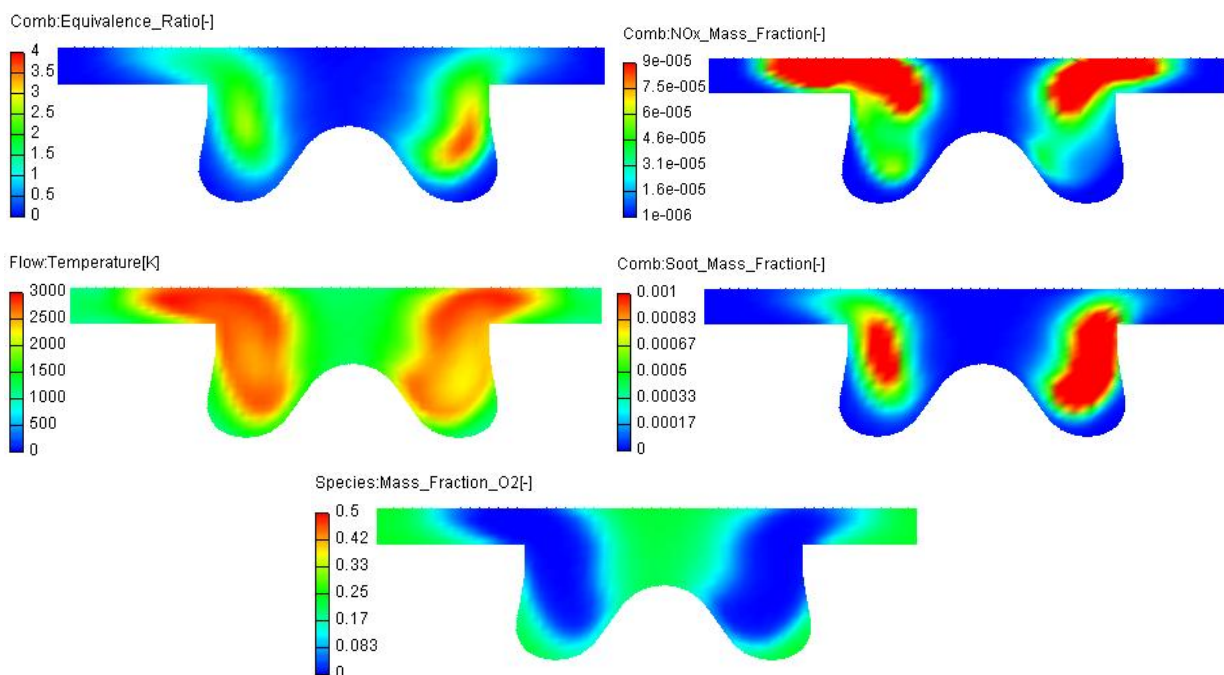 Comb:Equivalence_Ratio[-]
4
3.5
3
2.5
2
1.5
1
0.5
0
Comb:NOx_Mass_Fraction[-]
9e-005
7.5e-005
6e-005
4.6e-005
3.1e-005
1.6e-005
1e-006
Flow:Temperature[K]
3000
2500
2000
1500
1000
500
0
Comb:Soot_Mass_Fraction[-]
0.001
0.00083
0.00067
0.0005
0.00033
0.00017
0
Species:Mass_Fraction_O2[-]
0.5
0.42
0.33
0.25
0.17
0.083
0